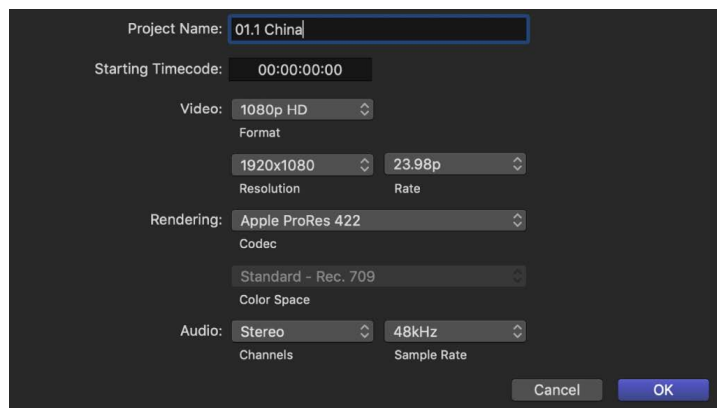 Project Name: 01.1 China
Starting Timecode: 00:00:00:00
Video: 1080p HD
Format
1920x1080 23.98p
Resolution Rate
Rendering: Apple ProRes 422
Codec
Standard - Rec. 709
Color Space
Audio: Stereo 48kHz
Channels Sample Rate
Cancel OK